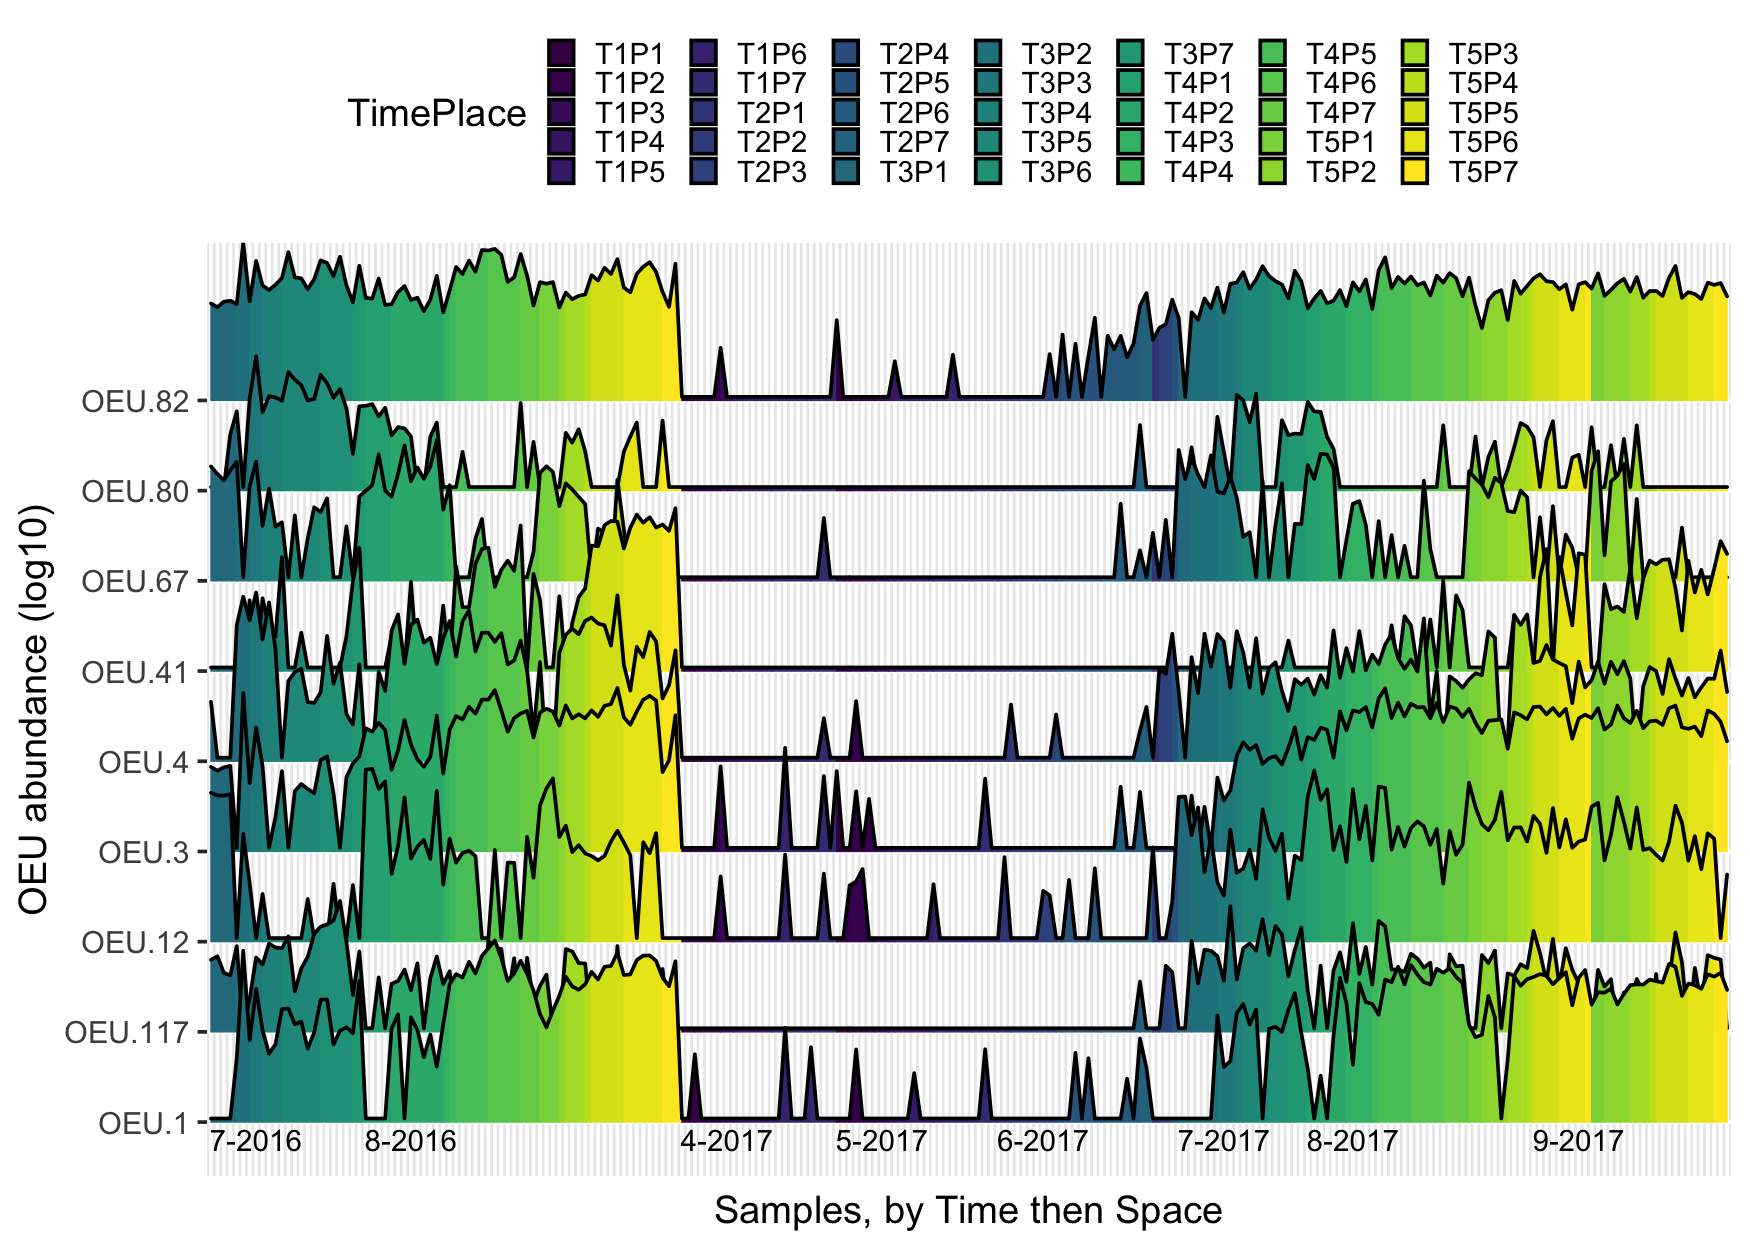 T1P1 T1P6 T2P4 T3P2 T3P7 T4P5 T5P3
T1P2 T1P7 T2P5 T3P3 T4P1 T4P6 T5P4
TimePlace T1P3 T2P1 T2P6 T3P4 T4P2 T4P7 T5P5
T1P4 T2P2 T2P7 T3P5 T4P3 T5P1 T5P6
T1P5 T2P3 T3P1 T3P6 T4P4 T5P2 T5P7
OEU abundance (log10)
OEU.82
OEU.80
OEU.67
OEU.41
OEU.4
OEU.3
OEU.12
OEU.117
OEU.1
7-2016 8-2016 4-2017 5-2017 6-2017 7-2017 8-2017 9-2017
Samples, by Time then Space